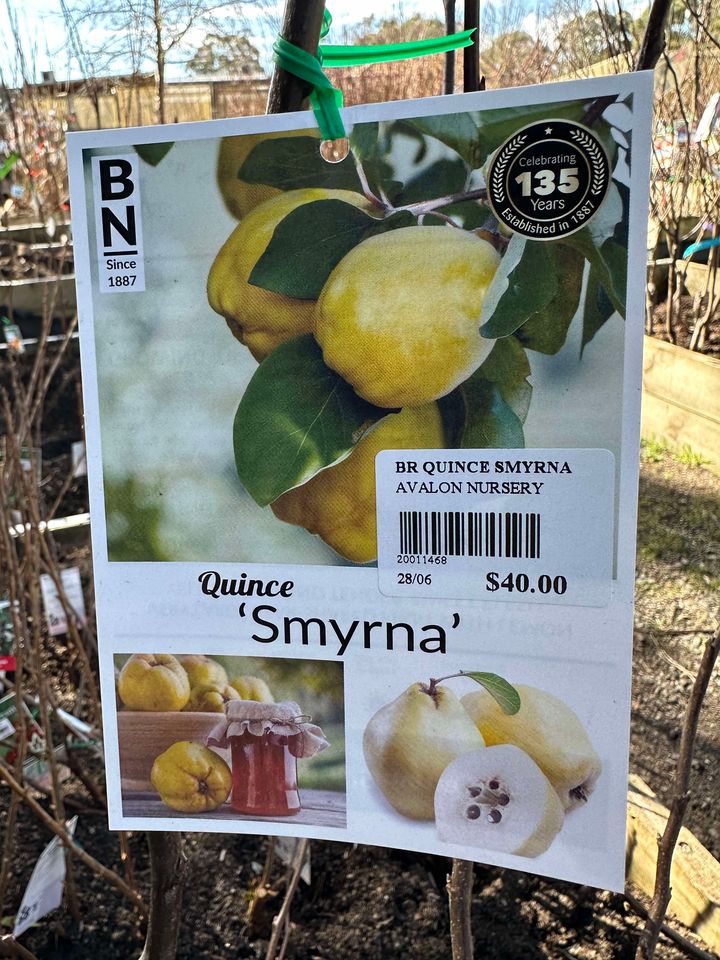 B
N
Since
1887
Celebrating
135
Years
Established in 1887
BR QUINCE SMYRNA
AVALON NURSERY
20011468
28/06 $40.00
Quince
‘Smyrna’